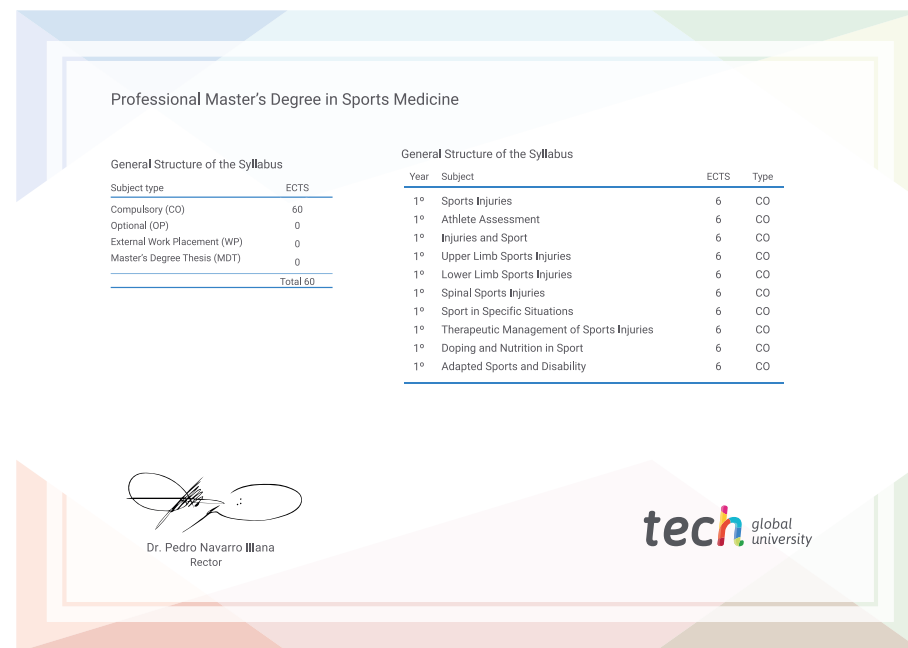 Professional Master's Degree in Sports Medicine
General Structure of the Syllabus
Subject type ECTS
Compulsory (CO) 60
Optional (OP) 0
External Work Placement (WP) 0
Master's Degree Thesis (MDT) 0
Total 60
General Structure of the Syllabus
Year Subject ECTS Type
1º Sports Injuries 6 CO
1º Athlete Assessment 6 CO
1º Injuries and Sport 6 CO
1º Upper Limb Sports Injuries 6 CO
1º Lower Limb Sports Injuries 6 CO
1º Spinal Sports Injuries 6 CO
1º Sport in Specific Situations 6 CO
1º Therapeutic Management of Sports Injuries 6 CO
1º Doping and Nutrition in Sport 6 CO
1º Adapted Sports and Disability 6 CO
Dr. Pedro Navarro Illana
Rector
tech global university